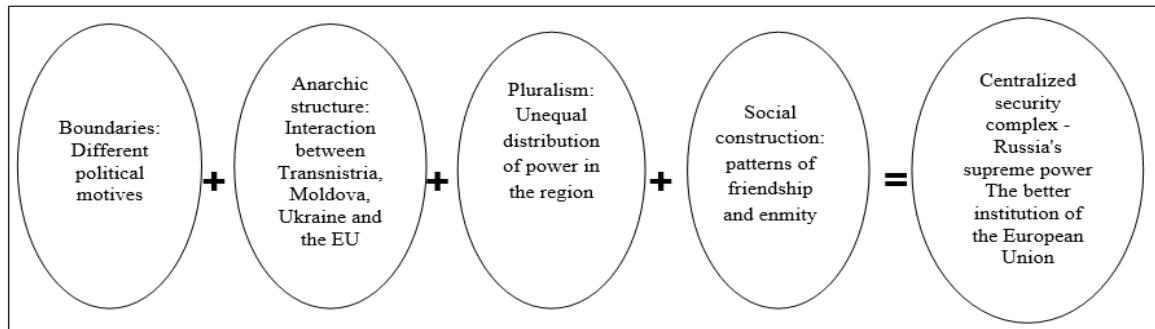 Boundaries:
Different
political
motives
+
Anarchic
structure:
Interaction
between
Transnistria,
Moldova,
Ukraine and
the EU
+
Pluralism:
Unequal
distribution
of power in
the region
+
Social
construction:
patterns of
friendship
and enmity
=
Centralized
security
complex -
Russia's
supreme power
The better
institution of
the European
Union